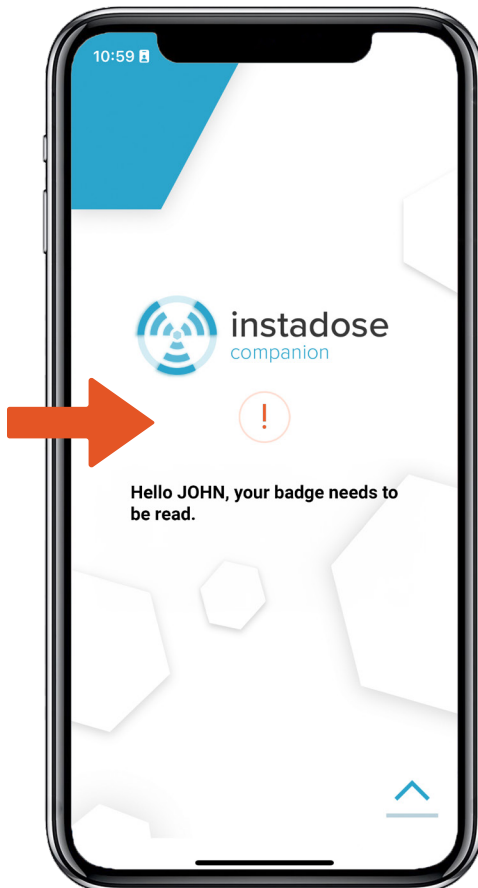 10:59
instadose
companion
!
Hello JOHN, your badge needs to
be read.